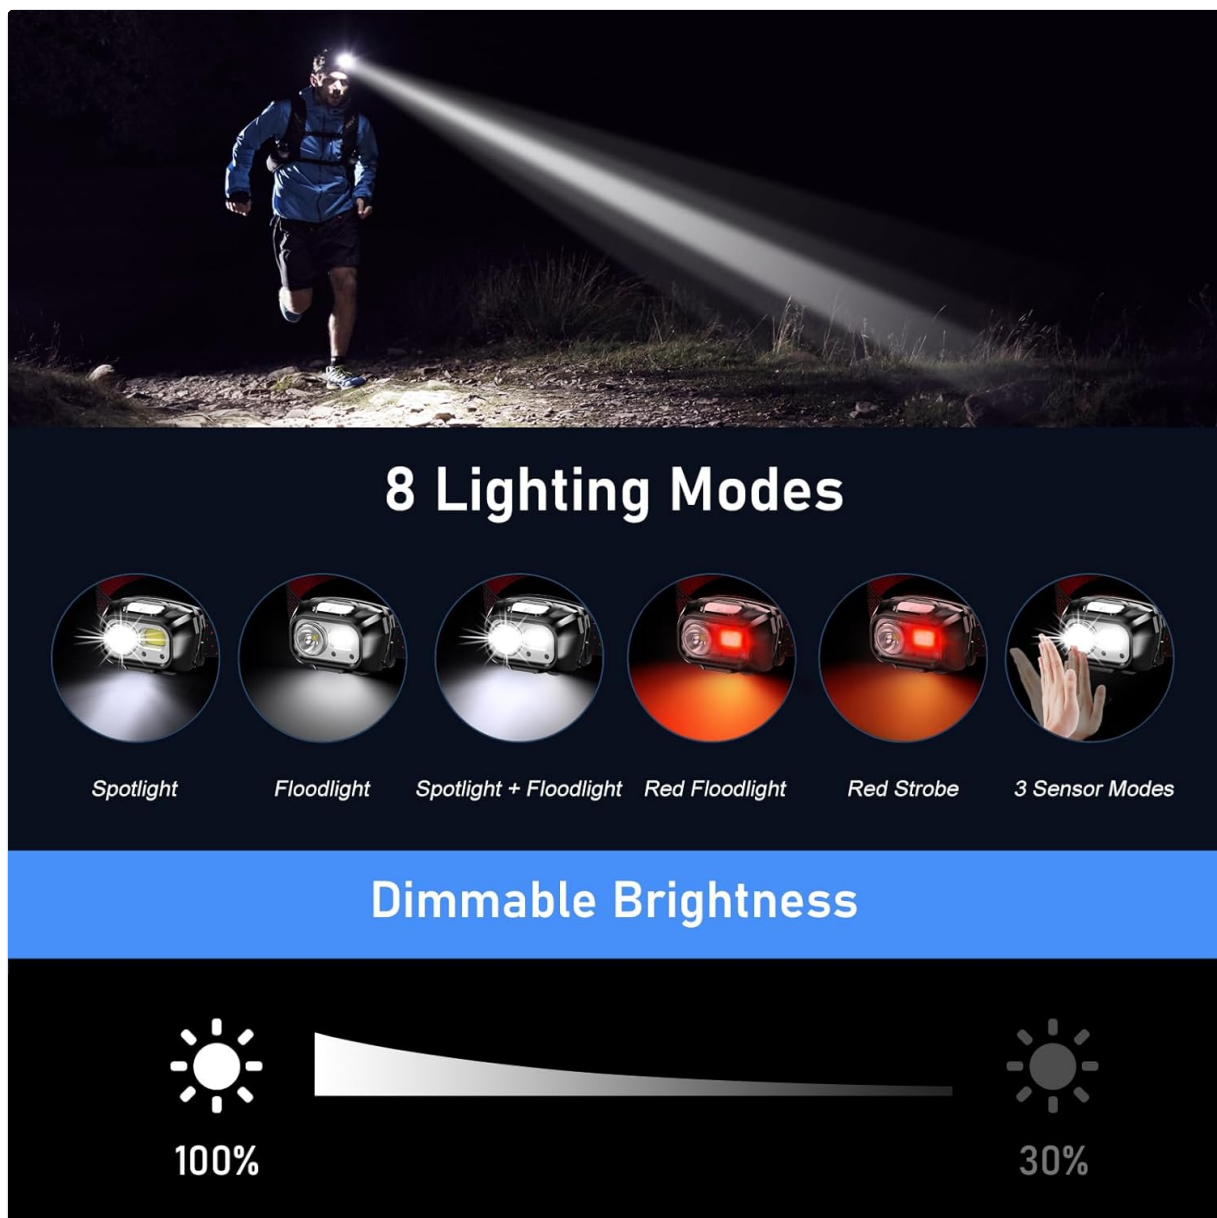 8 Lighting Modes
Spotlight
Floodlight
Spotlight + Floodlight
Red Floodlight
Red Strobe
3 Sensor Modes
Dimmable Brightness
100%
30%